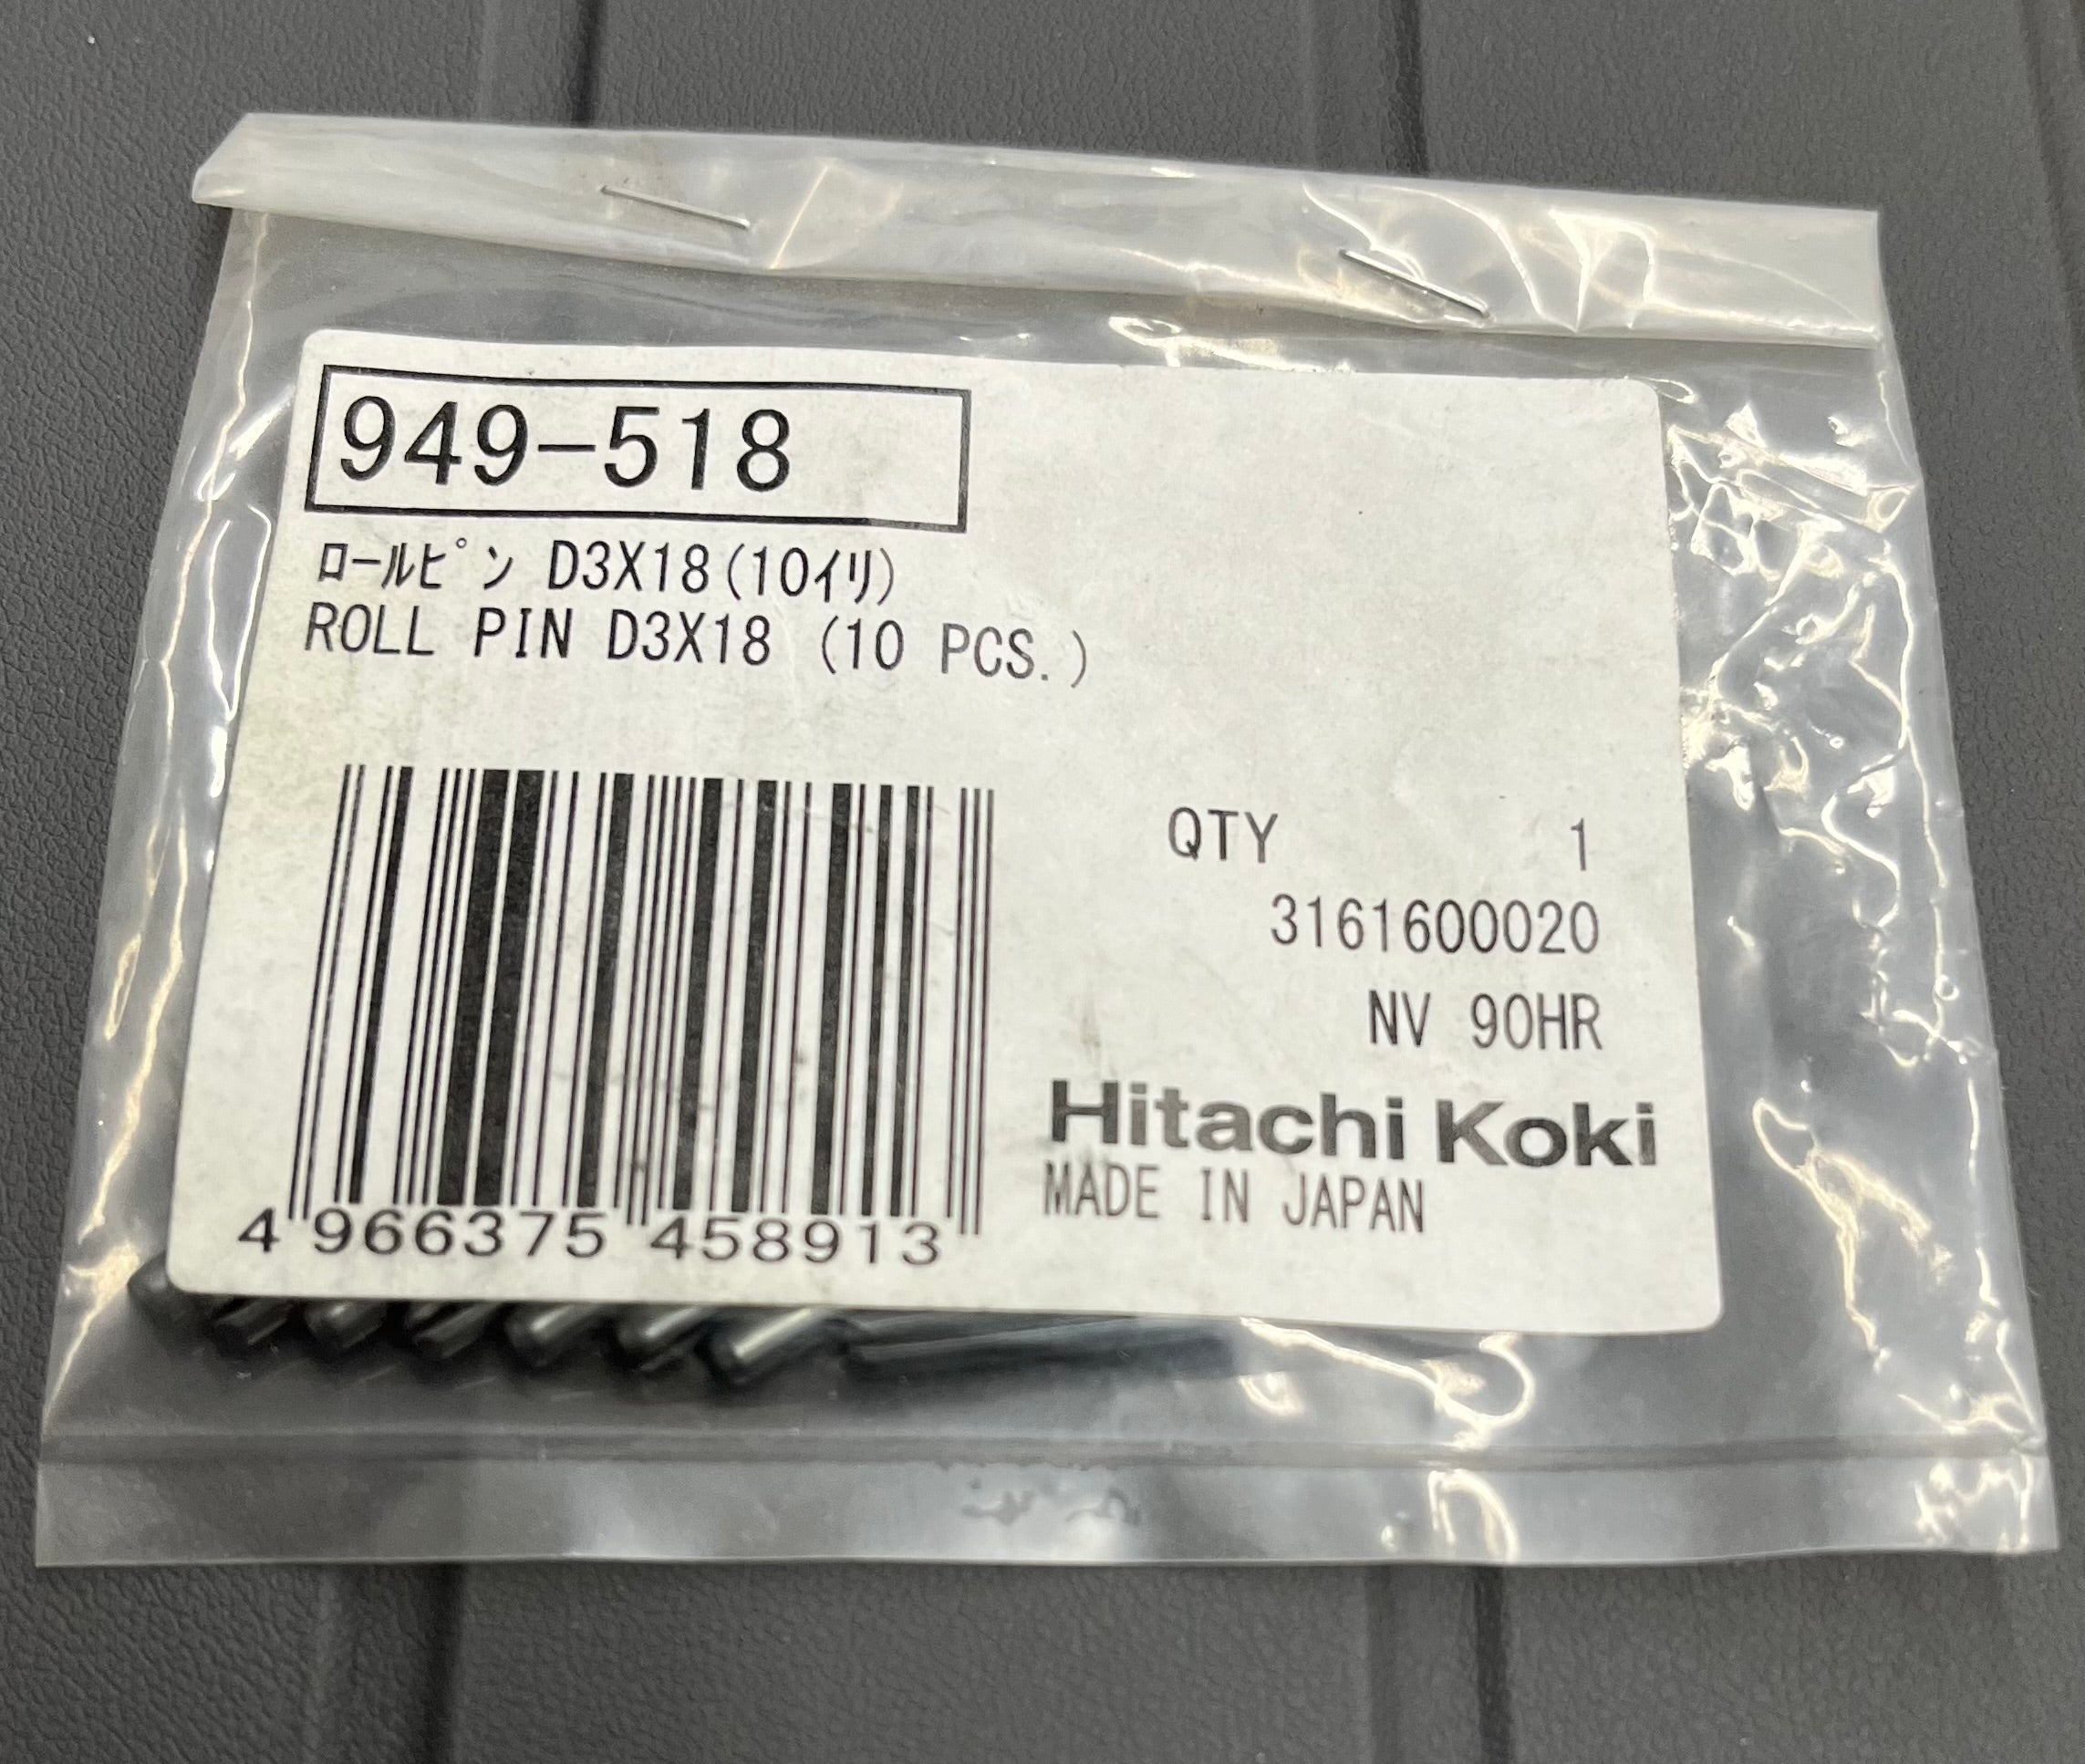 949-518
ﾛｰﾙﾋﾟﾝ D3X18(10ｲﾘ)
ROLL PIN D3X18 (10 PCS.)
QTY 1
3161600020
NV 90HR
Hitachi Koki
MADE IN JAPAN
4 966375 458913